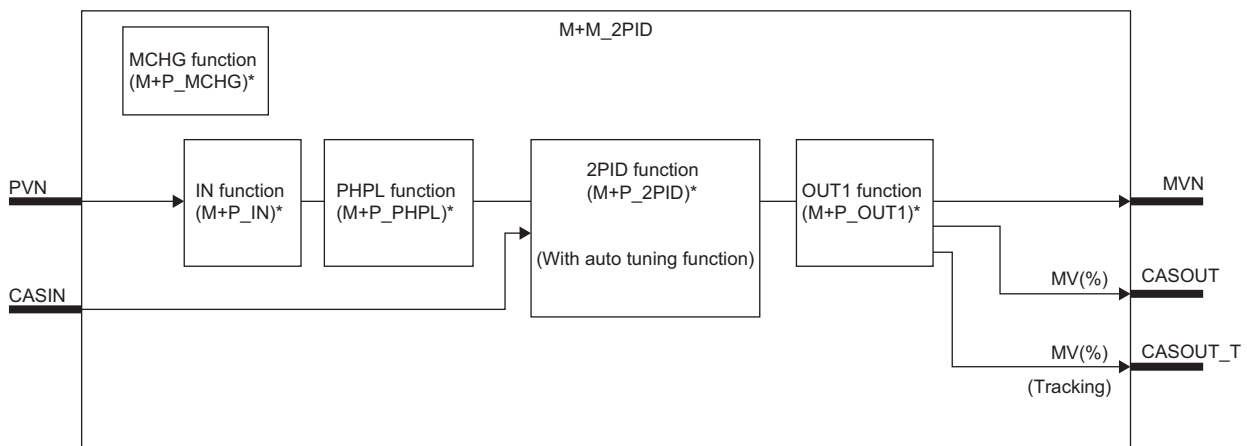 M+M_2PID
MCHG function
(M+P_MCHG)*
PVN
IN function
(M+P_IN)*
PHPL function
(M+P_PHPL)*
2PID function
(M+P_2PID)*
(With auto tuning function)
OUT1 function
(M+P_OUT1)*
MVN
CASIN
MV(%)
CASOUT
MV(%)
CASOUT_T
(Tracking)